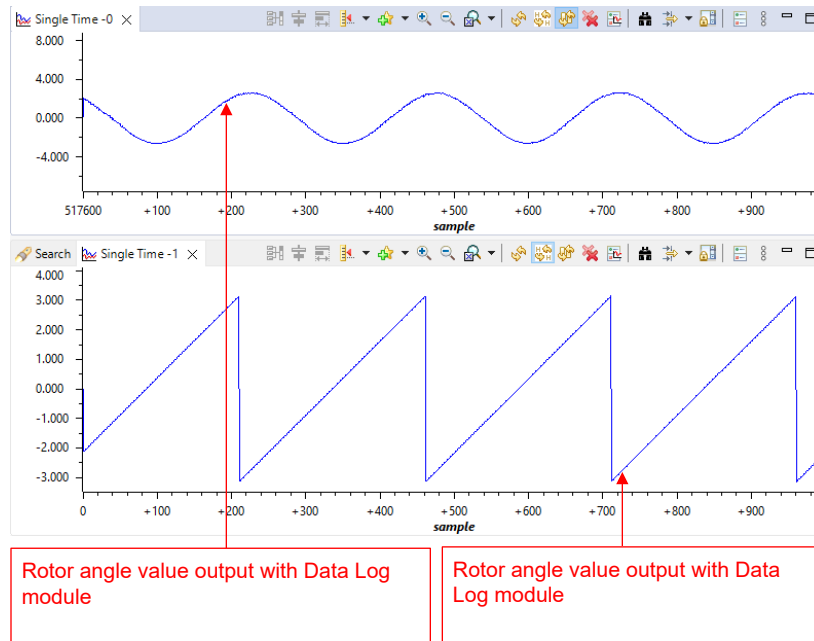 Single Time -0
8.000
4.000
0.000
-4.000
517600 +100 +200 +300 +400 +500 +600 +700 +800 +900
sample
Search Single Time -1
4.000
3.000
2.000
1.000
0.000
-1.000
-2.000
-3.000
0 +100 +200 +300 +400 +500 +600 +700 +800 +900
sample
Rotor angle value output with Data Log
module
Rotor angle value output with Data
Log module